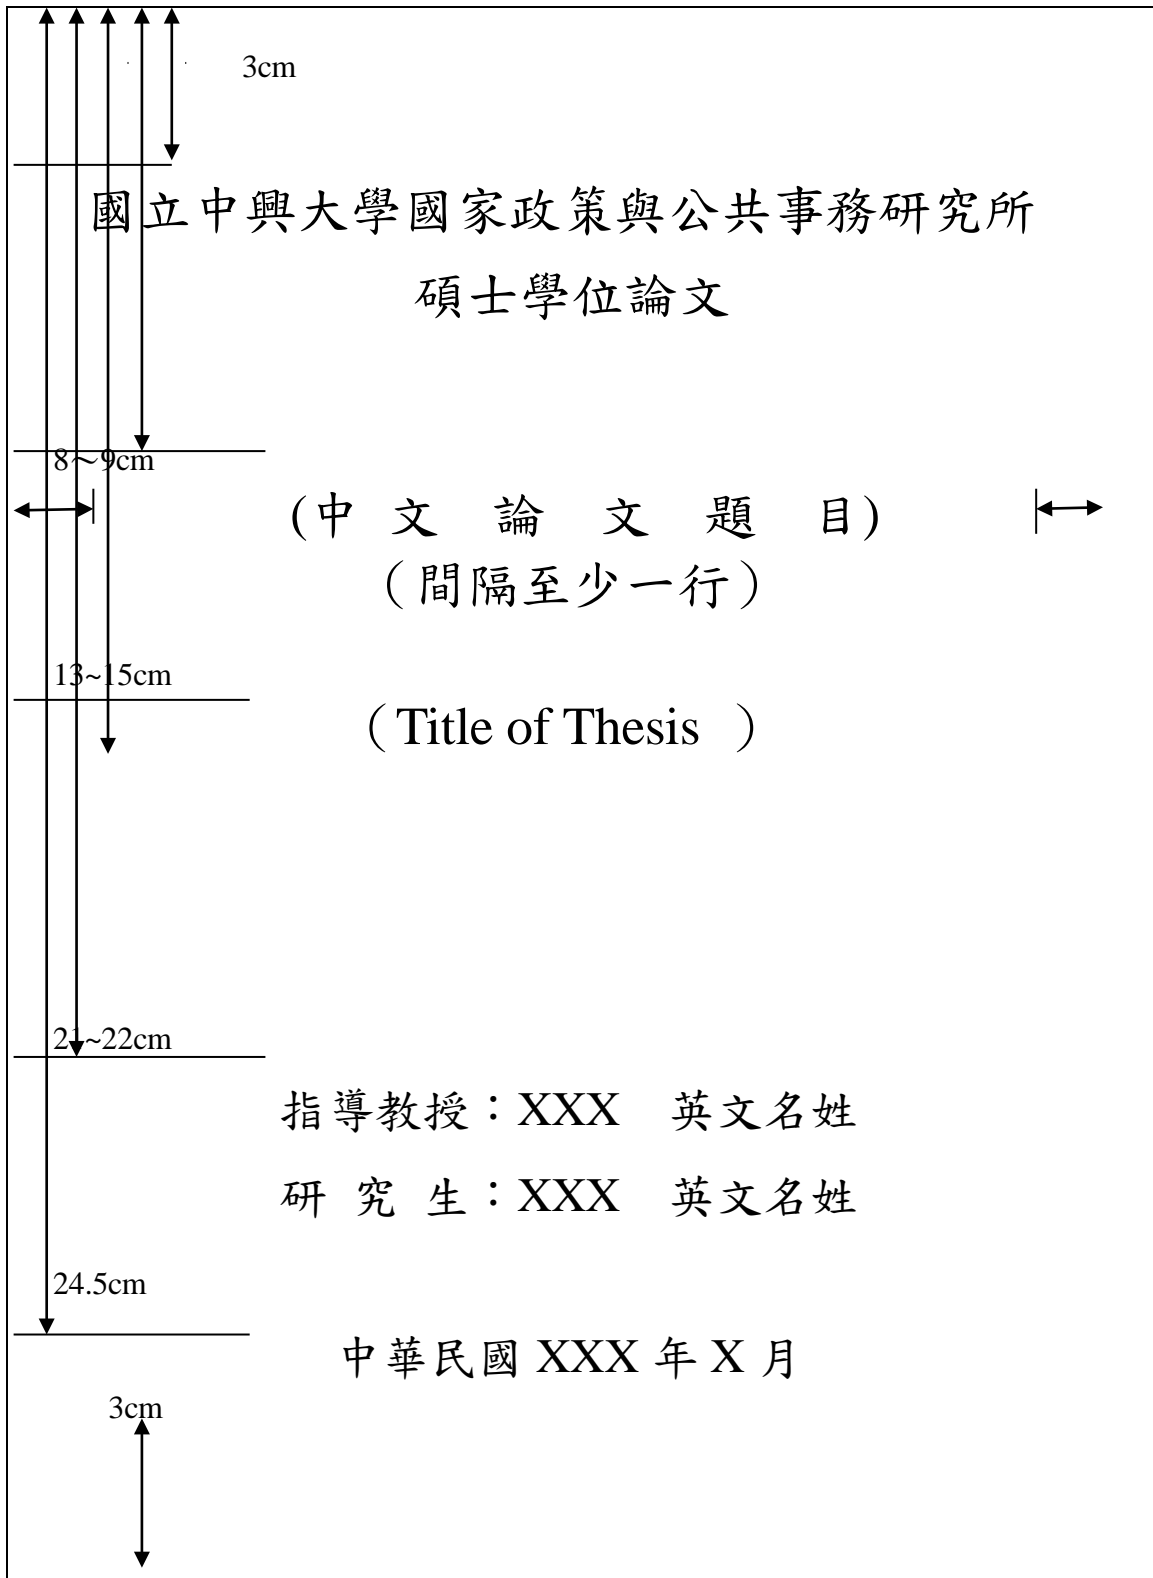 3cm
國立中興大學國家政策與公共事務研究所
碩士學位論文
8～9cm
(中 文 論 文 題 目)
（間隔至少一行）
13~15cm
（Title of Thesis ）
21~22cm
指導教授：XXX 英文名姓
研 究 生：XXX 英文名姓
24.5cm
中華民國 XXX 年 X 月
3cm